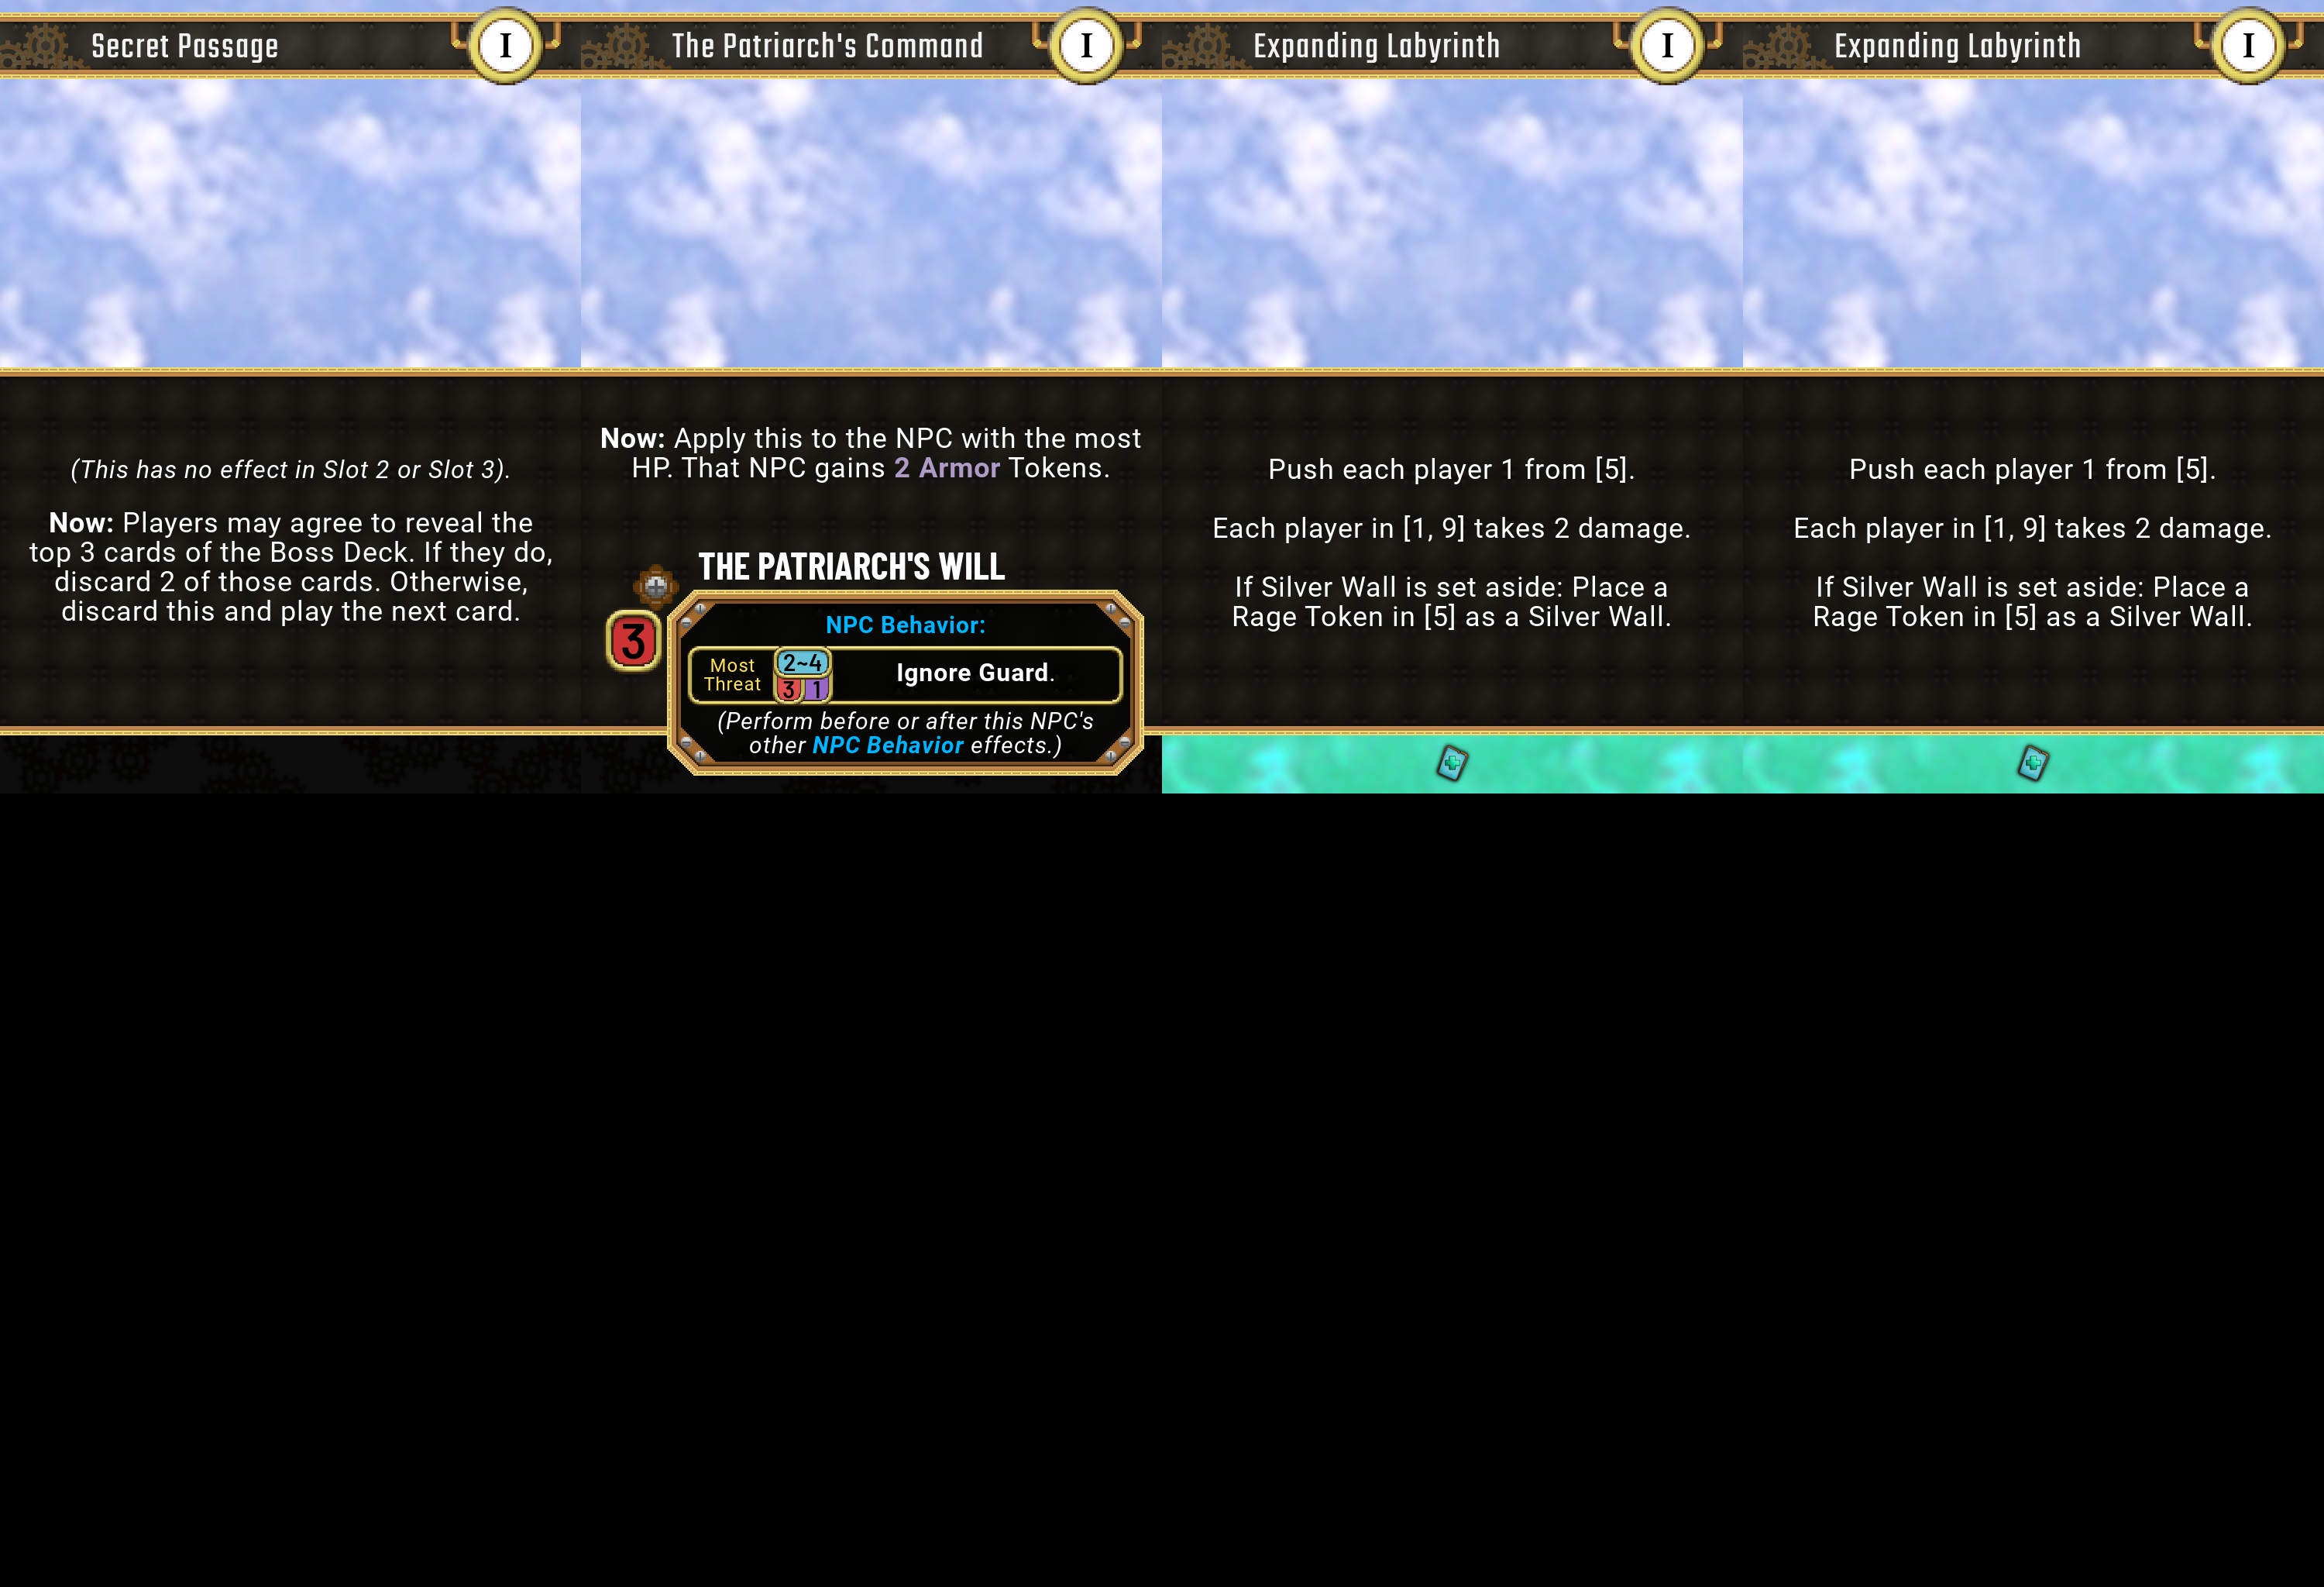 Secret Passage
I
(This has no effect in Slot 2 or Slot 3).
Now: Players may agree to reveal the
top 3 cards of the Boss Deck. If they do,
discard 2 of those cards. Otherwise,
discard this and play the next card.
The Patriarch's Command
I
Now: Apply this to the NPC with the most
HP. That NPC gains 2 Armor Tokens.
THE PATRIARCH'S WILL
3
NPC Behavior:
Most
Threat
2~4
3 1
Ignore Guard.
(Perform before or after this NPC's
other NPC Behavior effects.)
Expanding Labyrinth
I
Push each player 1 from [5].
Each player in [1, 9] takes 2 damage.
If Silver Wall is set aside: Place a
Rage Token in [5] as a Silver Wall.
Expanding Labyrinth
I
Push each player 1 from [5].
Each player in [1, 9] takes 2 damage.
If Silver Wall is set aside: Place a
Rage Token in [5] as a Silver Wall.